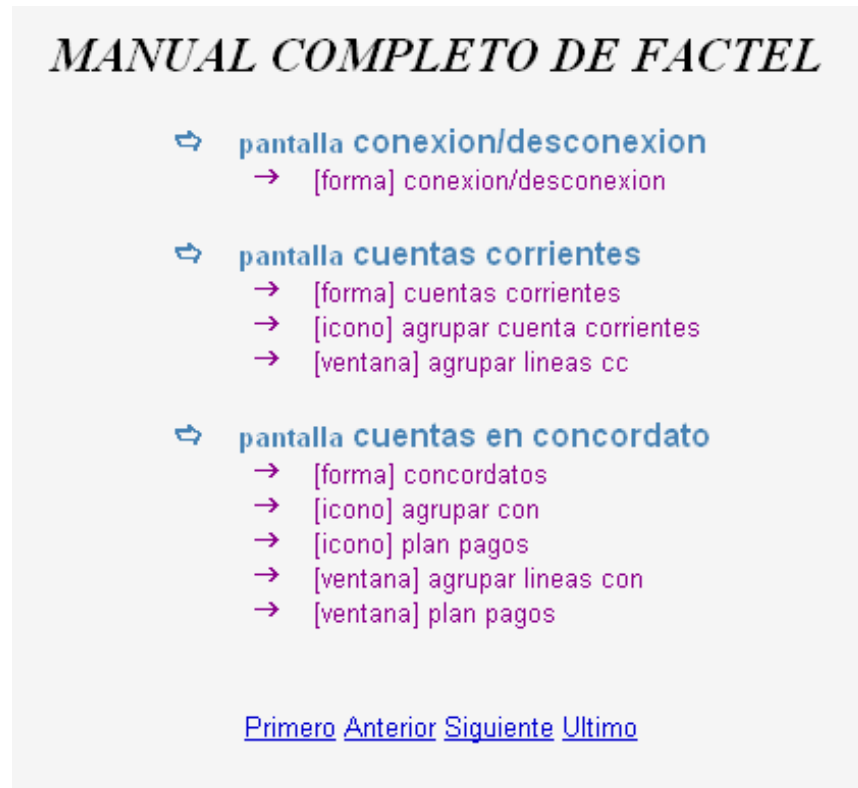 MANUAL COMPLETO DE FACTEL
pantalla conexion/desconexion
[forma] conexion/desconexion
pantalla cuentas corrientes
[forma] cuentas corrientes
[icono] agrupar cuenta corrientes
[ventana] agrupar lineas cc
pantalla cuentas en concordato
[forma] concordatos
[icono] agrupar con
[icono] plan pagos
[ventana] agrupar lineas con
[ventana] plan pagos
Primero Anterior Siguiente Ultimo